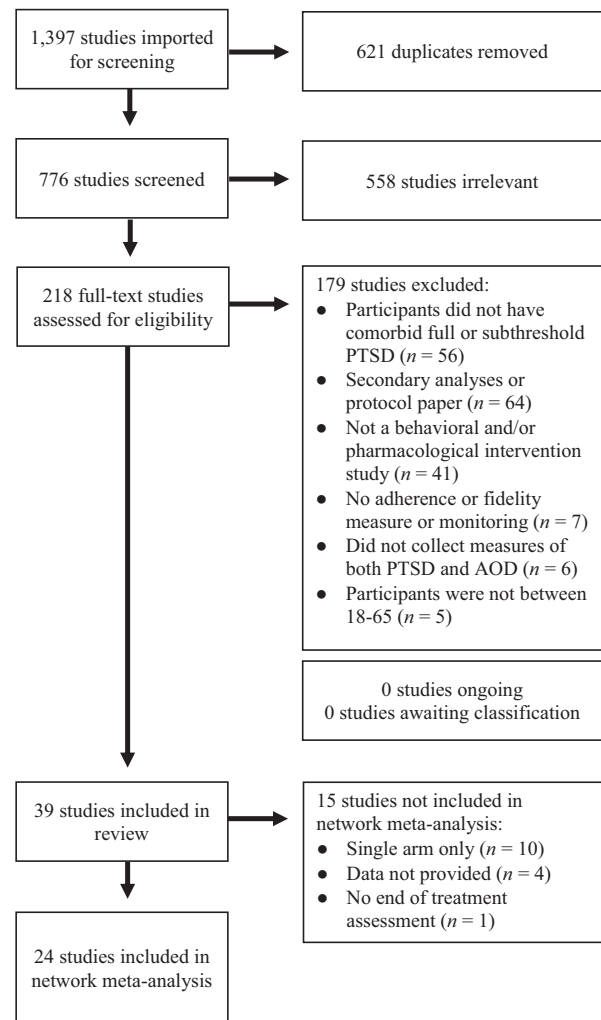 1,397 studies imported
for screening
621 duplicates removed
776 studies screened
558 studies irrelevant
218 full-text studies
assessed for eligibility
179 studies excluded:
● Participants did not have
comorbid full or subthreshold
PTSD (n = 56)
● Secondary analyses or
protocol paper (n = 64)
● Not a behavioral and/or
pharmacological intervention
study (n = 41)
● No adherence or fidelity
measure or monitoring (n = 7)
● Did not collect measures of
both PTSD and AOD (n = 6)
● Participants were not between
18-65 (n = 5)
0 studies ongoing
0 studies awaiting classification
39 studies included in
review
15 studies not included in
network meta-analysis:
● Single arm only (n = 10)
● Data not provided (n = 4)
● No end of treatment
assessment (n = 1)
24 studies included in
network meta-analysis